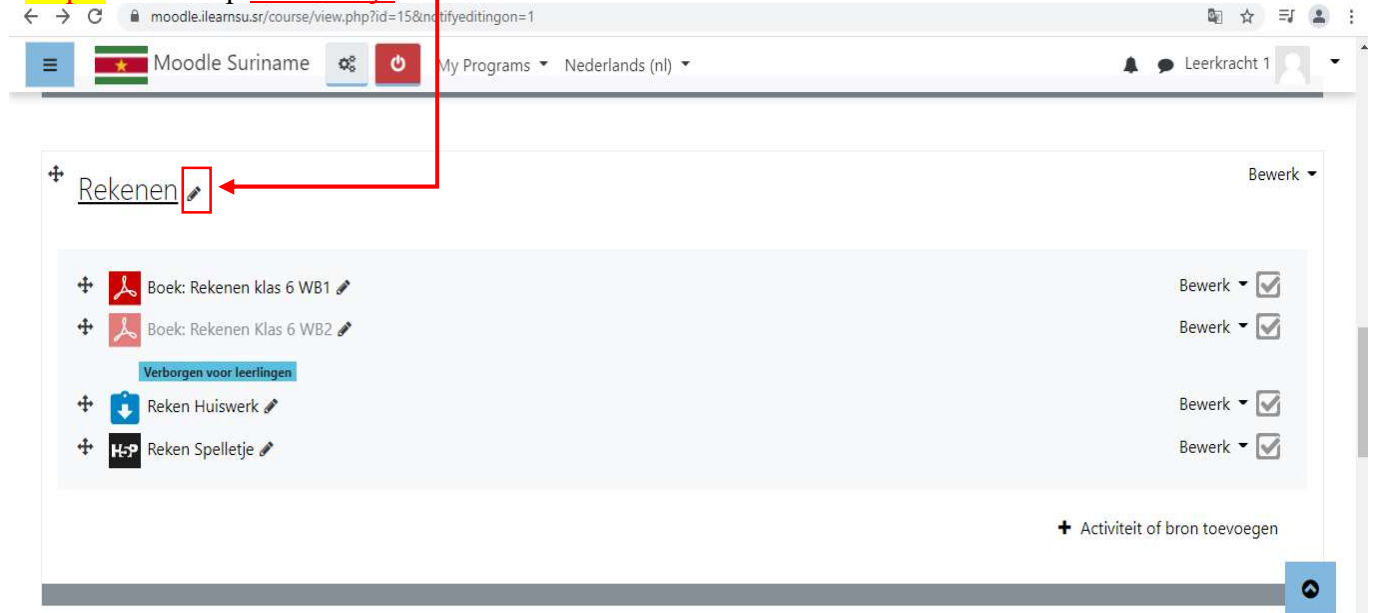 moodle.ilearnsu.sr/course/view.php?id=15&notifyeditingon=1
Moodle Suriname My Programs Nederlands (nl) Leerkracht 1
Rekenen Bewerk
Boek: Rekenen klas 6 WB1 Bewerk
Boek: Rekenen Klas 6 WB2 Bewerk
Verborgen voor leerlingen
Reken Huiswerk Bewerk
H5P Reken Spelletje Bewerk
Activiteit of bron toevoegen